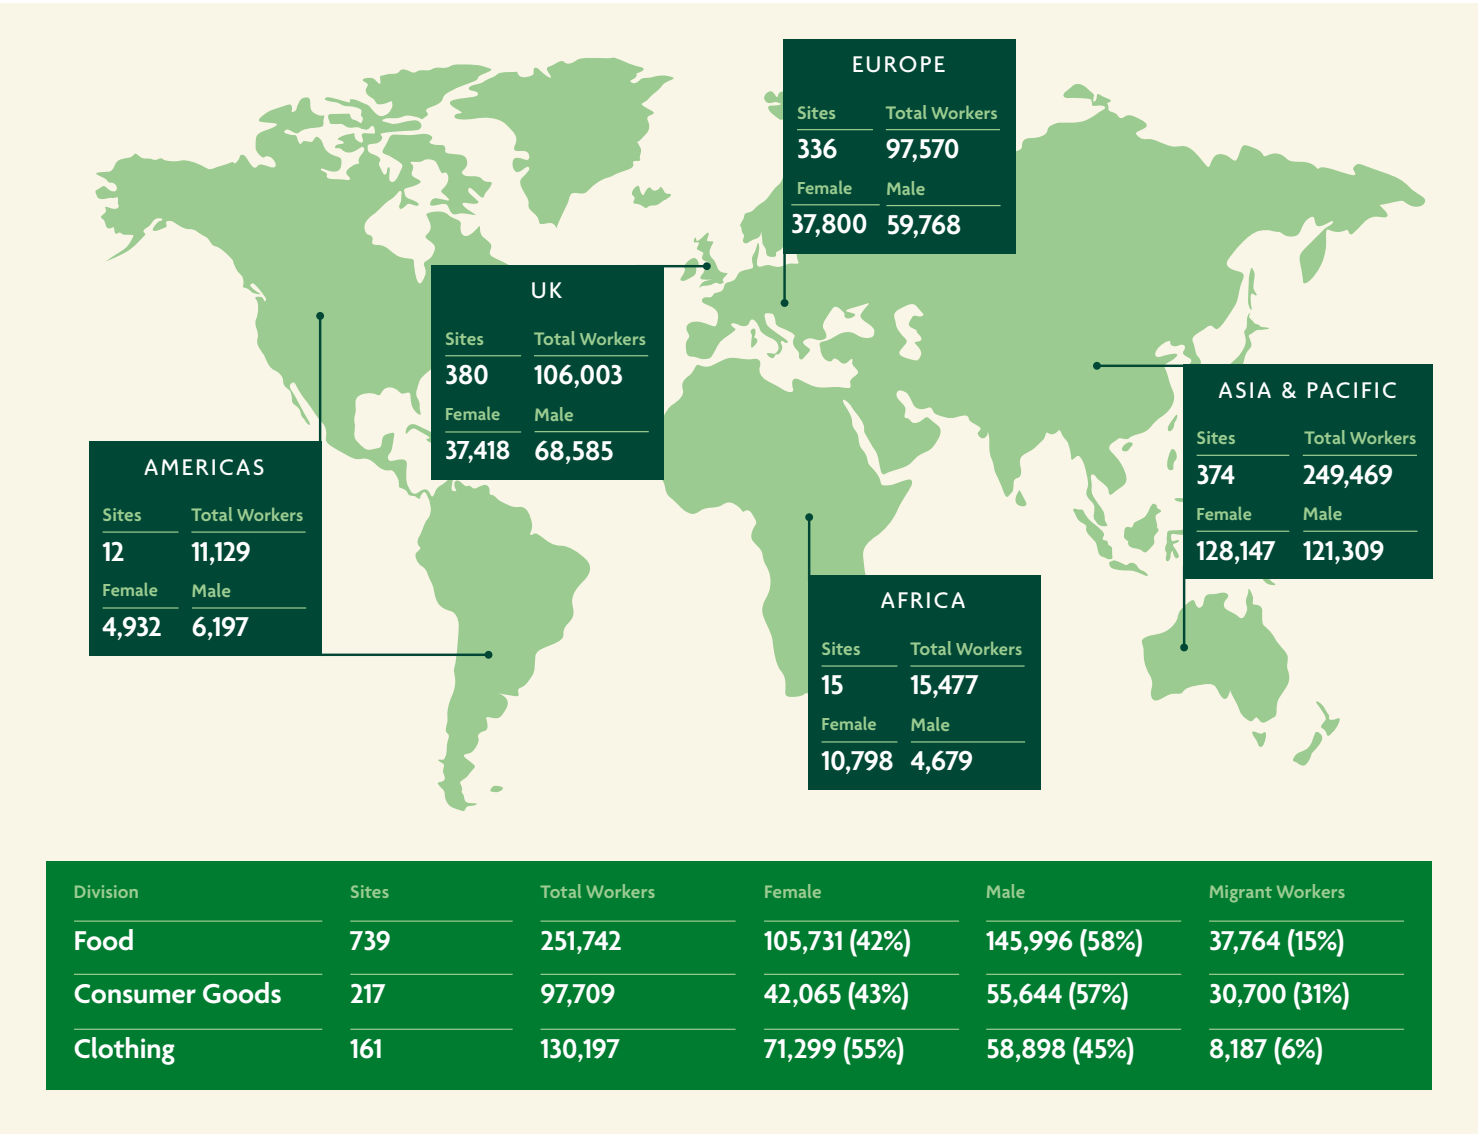 EUROPE
Sites Total Workers
336 97,570
Female Male
37,800 59,768
UK
Sites Total Workers
380 106,003
Female Male
37,418 68,585
ASIA & PACIFIC
Sites Total Workers
374 249,469
Female Male
128,147 121,309
AMERICAS
Sites Total Workers
12 11,129
Female Male
4,932 6,197
AFRICA
Sites Total Workers
15 15,477
Female Male
10,798 4,679
Division Sites Total Workers Female Male Migrant Workers
Food 739 251,742 105,731 (42%) 145,996 (58%) 37,764 (15%)
Consumer Goods 217 97,709 42,065 (43%) 55,644 (57%) 30,700 (31%)
Clothing 161 130,197 71,299 (55%) 58,898 (45%) 8,187 (6%)